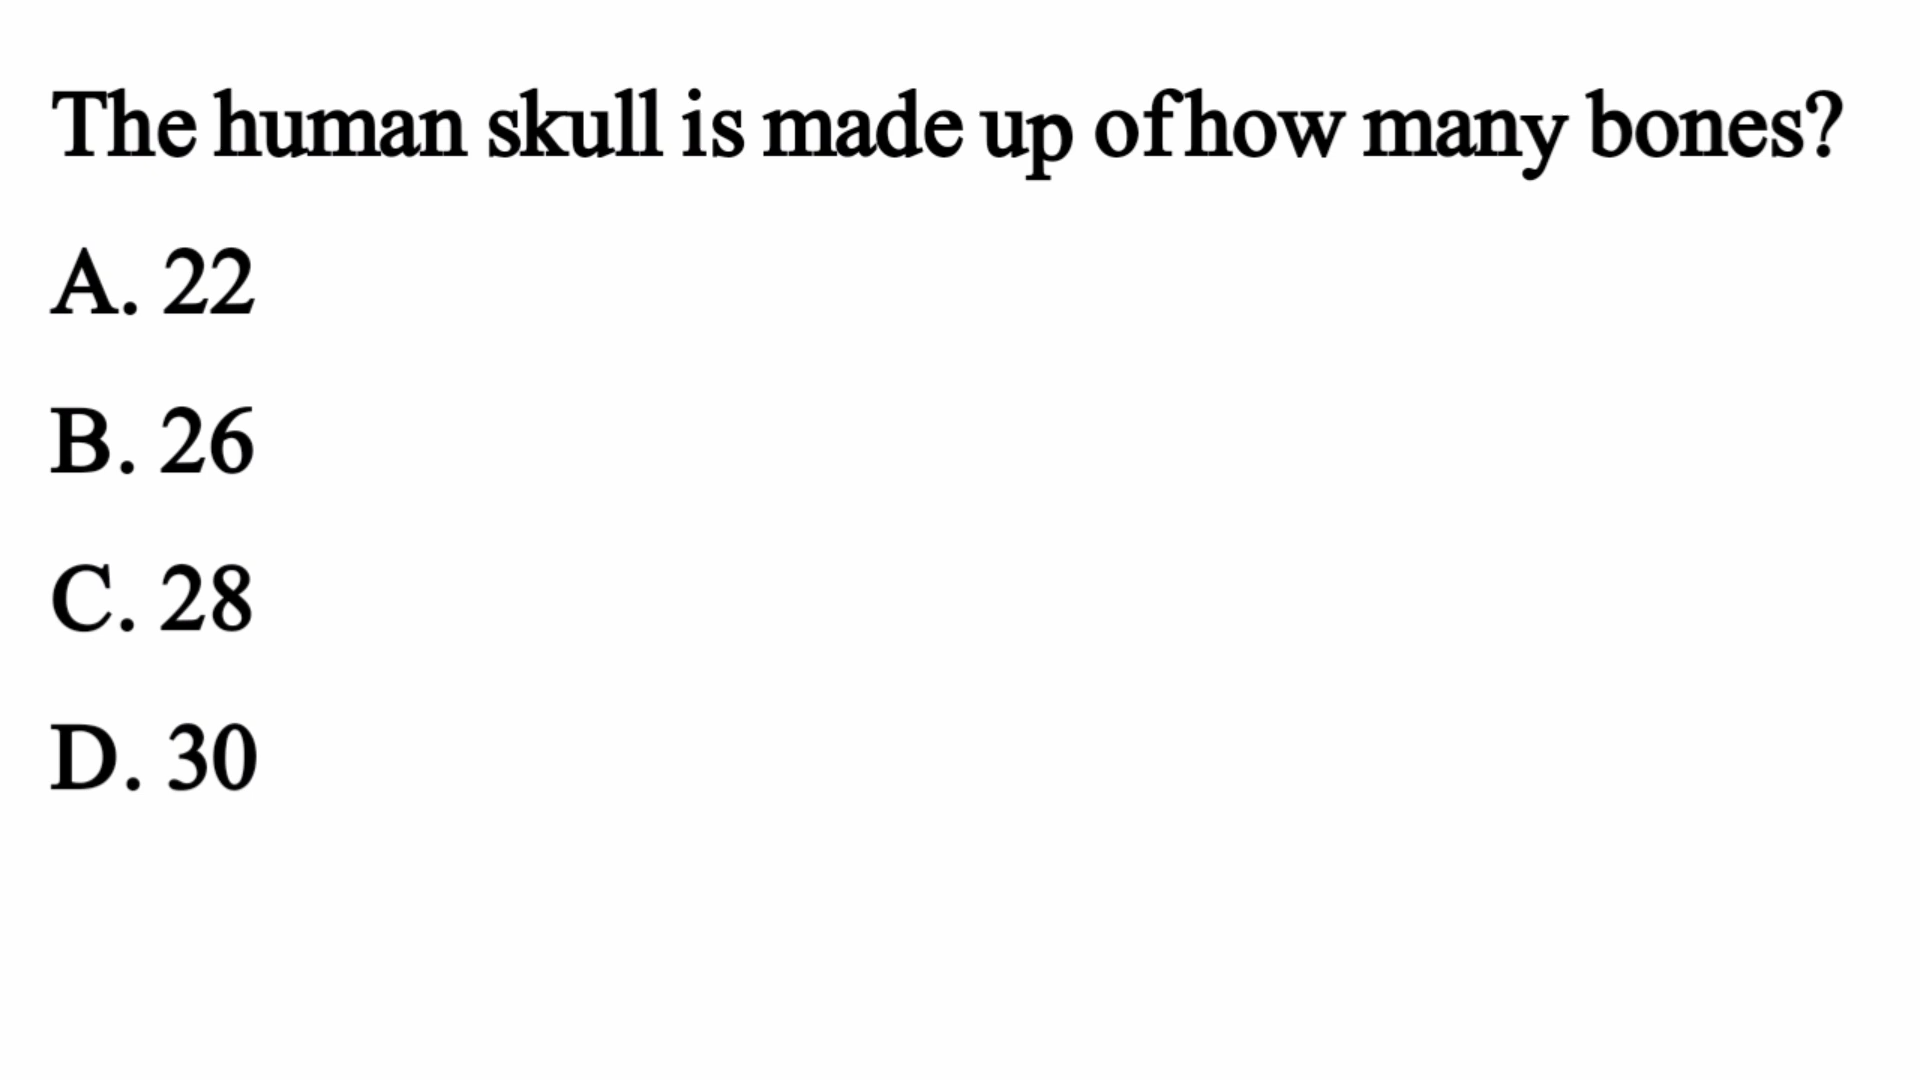 The human skull is made up of how many bones?
A. 22
B. 26
C. 28
D. 30